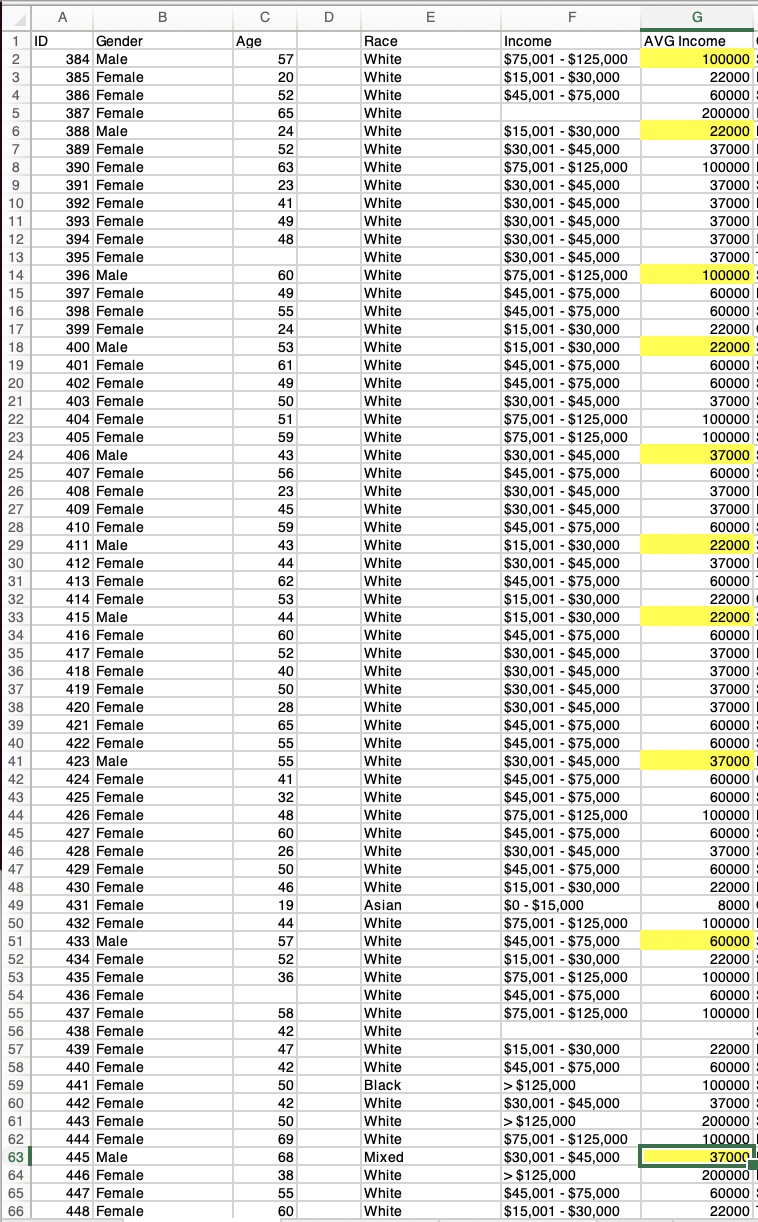 A B C D E F G
1 ID Gender Age Race Income AVG Income
2 384 Male 57 White $75,001 - $125,000 100000
3 385 Female 20 White $15,001 - $30,000 22000
4 386 Female 52 White $45,001 - $75,000 60000
5 387 Female 65 White 200000
6 388 Male 24 White $15,001 - $30,000 22000
7 389 Female 52 White $30,001 - $45,000 37000
8 390 Female 63 White $75,001 - $125,000 100000
9 391 Female 23 White $30,001 - $45,000 37000
10 392 Female 41 White $30,001 - $45,000 37000
11 393 Female 49 White $30,001 - $45,000 37000
12 394 Female 48 White $30,001 - $45,000 37000
13 395 Female White $30,001 - $45,000 37000
14 396 Male 60 White $75,001 - $125,000 100000
15 397 Female 49 White $45,001 - $75,000 60000
16 398 Female 55 White $45,001 - $75,000 60000
17 399 Female 24 White $15,001 - $30,000 22000
18 400 Male 53 White $15,001 - $30,000 22000
19 401 Female 61 White $45,001 - $75,000 60000
20 402 Female 49 White $45,001 - $75,000 60000
21 403 Female 50 White $30,001 - $45,000 37000
22 404 Female 51 White $75,001 - $125,000 100000
23 405 Female 59 White $75,001 - $125,000 100000
24 406 Male 43 White $30,001 - $45,000 37000
25 407 Female 56 White $45,001 - $75,000 60000
26 408 Female 23 White $30,001 - $45,000 37000
27 409 Female 45 White $30,001 - $45,000 37000
28 410 Female 59 White $45,001 - $75,000 60000
29 411 Male 43 White $15,001 - $30,000 22000
30 412 Female 44 White $30,001 - $45,000 37000
31 413 Female 62 White $45,001 - $75,000 60000
32 414 Female 53 White $15,001 - $30,000 22000
33 415 Male 44 White $15,001 - $30,000 22000
34 416 Female 60 White $45,001 - $75,000 60000
35 417 Female 52 White $30,001 - $45,000 37000
36 418 Female 40 White $30,001 - $45,000 37000
37 419 Female 50 White $30,001 - $45,000 37000
38 420 Female 28 White $30,001 - $45,000 37000
39 421 Female 65 White $45,001 - $75,000 60000
40 422 Female 55 White $45,001 - $75,000 60000
41 423 Male 55 White $30,001 - $45,000 37000
42 424 Female 41 White $45,001 - $75,000 60000
43 425 Female 32 White $45,001 - $75,000 60000
44 426 Female 48 White $75,001 - $125,000 100000
45 427 Female 60 White $45,001 - $75,000 60000
46 428 Female 26 White $30,001 - $45,000 37000
47 429 Female 50 White $45,001 - $75,000 60000
48 430 Female 46 White $15,001 - $30,000 22000
49 431 Female 19 Asian $0 - $15,000 8000
50 432 Female 44 White $75,001 - $125,000 100000
51 433 Male 57 White $45,001 - $75,000 60000
52 434 Female 52 White $15,001 - $30,000 22000
53 435 Female 36 White $75,001 - $125,000 100000
54 436 Female White $45,001 - $75,000 60000
55 437 Female 58 White $75,001 - $125,000 100000
56 438 Female 42 White
57 439 Female 47 White $15,001 - $30,000 22000
58 440 Female 42 White $45,001 - $75,000 60000
59 441 Female 50 Black > $125,000 100000
60 442 Female 42 White $30,001 - $45,000 37000
61 443 Female 50 White > $125,000 200000
62 444 Female 69 White $75,001 - $125,000 100000
63 445 Male 68 Mixed $30,001 - $45,000 37000
64 446 Female 38 White > $125,000 200000
65 447 Female 55 White $45,001 - $75,000 60000
66 448 Female 60 White $15,001 - $30,000 22000